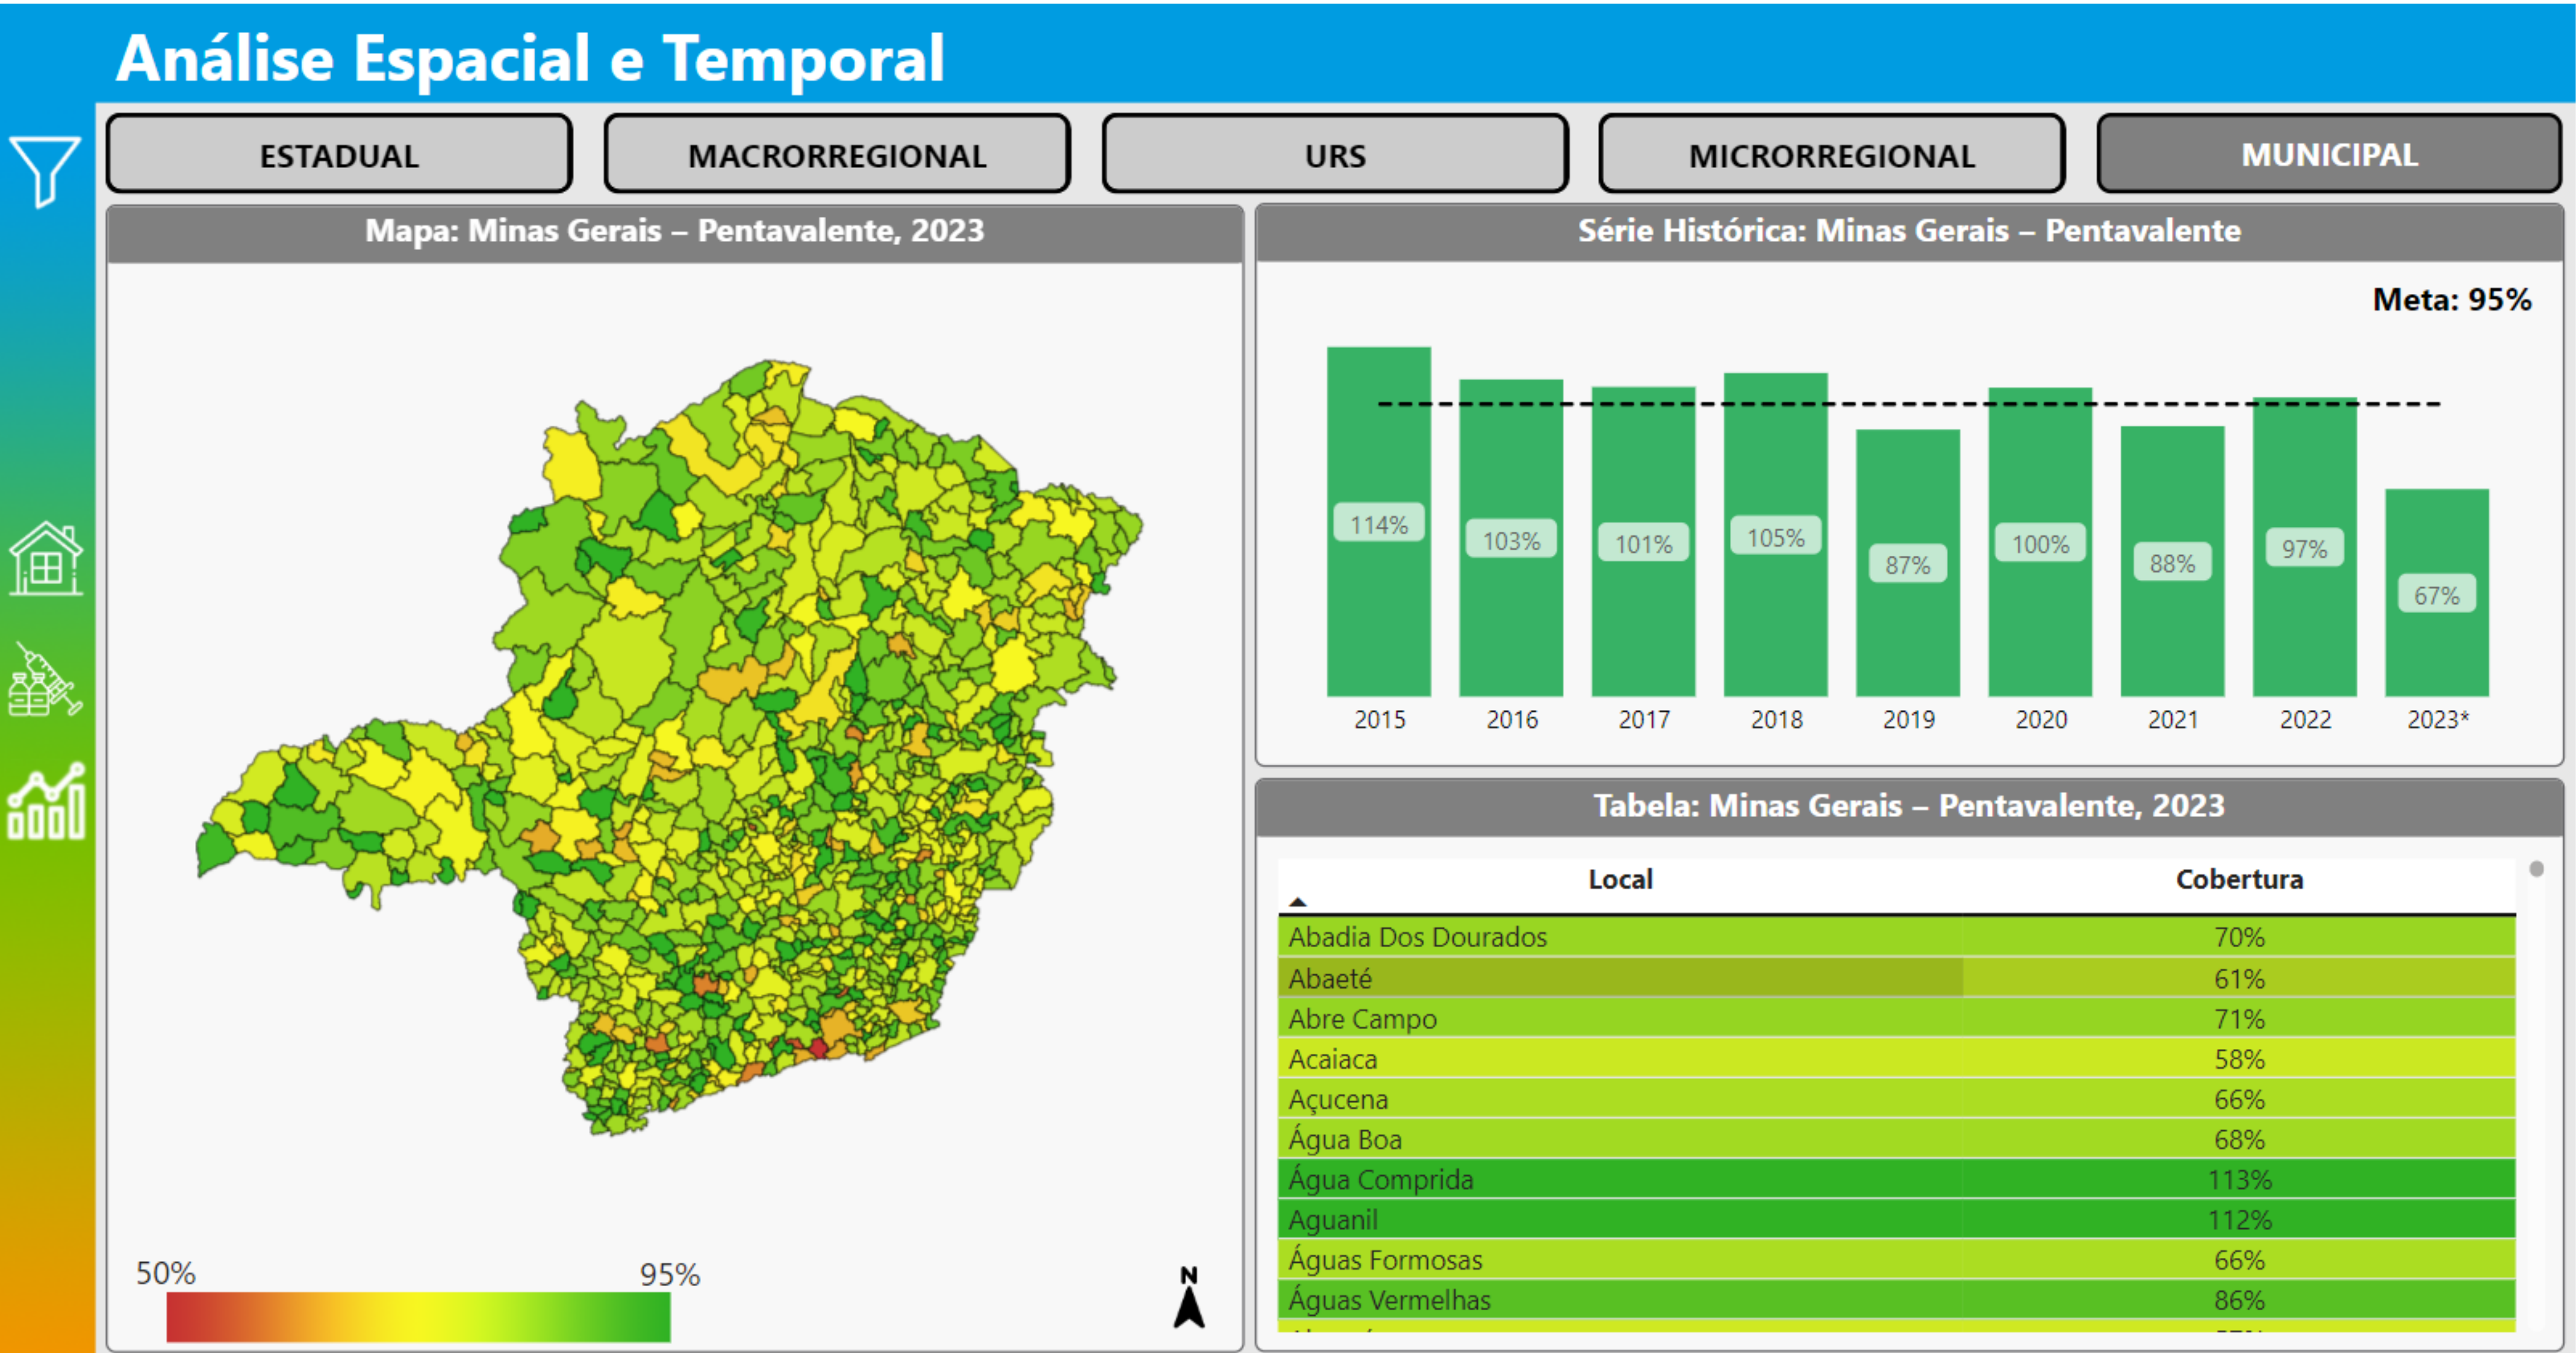 Análise Espacial e Temporal
ESTADUAL
MACRORREGIONAL
URS
MICRORREGIONAL
MUNICIPAL
Mapa: Minas Gerais – Pentavalente, 2023
50%
95%
N
Série Histórica: Minas Gerais – Pentavalente
Meta: 95%
114%
103%
101%
105%
87%
100%
88%
97%
67%
2015
2016
2017
2018
2019
2020
2021
2022
2023*
Tabela: Minas Gerais – Pentavalente, 2023
Local Cobertura
Abadia Dos Dourados 70%
Abaeté 61%
Abre Campo 71%
Acaiaca 58%
Açucena 66%
Água Boa 68%
Água Comprida 113%
Aguanil 112%
Águas Formosas 66%
Águas Vermelhas 86%